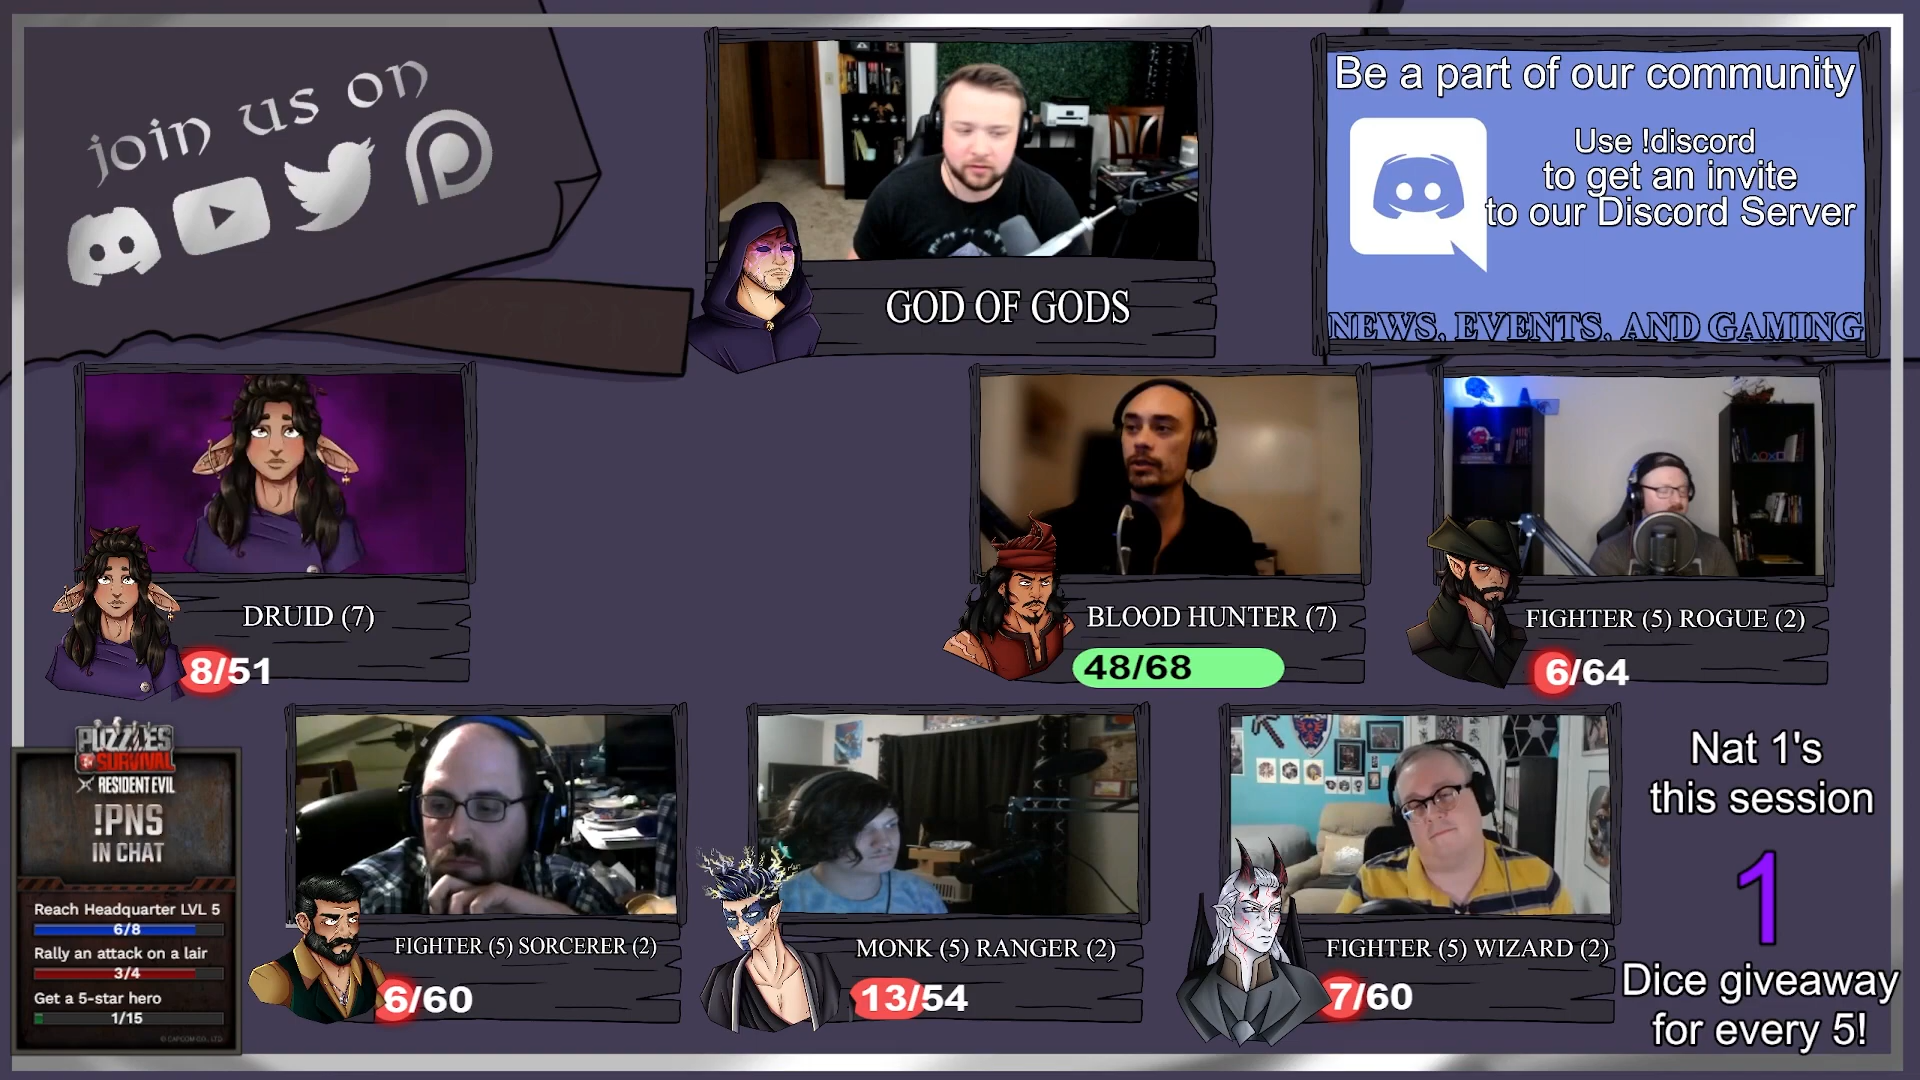 join us on
GOD OF GODS
Be a part of our community
Use !discord
to get an invite
to our Discord Server
NEWS, EVENTS, AND GAMING
DRUID (7)
8/51
BLOOD HUNTER (7)
48/68
FIGHTER (5) ROGUE (2)
6/64
PUZZLES
& SURVIVAL
X RESIDENT EVIL
!PNS
IN CHAT
Reach Headquarter LVL 5
6/8
Rally an attack on a lair
3/4
Get a 5-star hero
1/15
© CAPCOM CO., LTD.
FIGHTER (5) SORCERER (2)
6/60
MONK (5) RANGER (2)
13/54
FIGHTER (5) WIZARD (2)
7/60
Nat 1's
this session
1
Dice giveaway
for every 5!